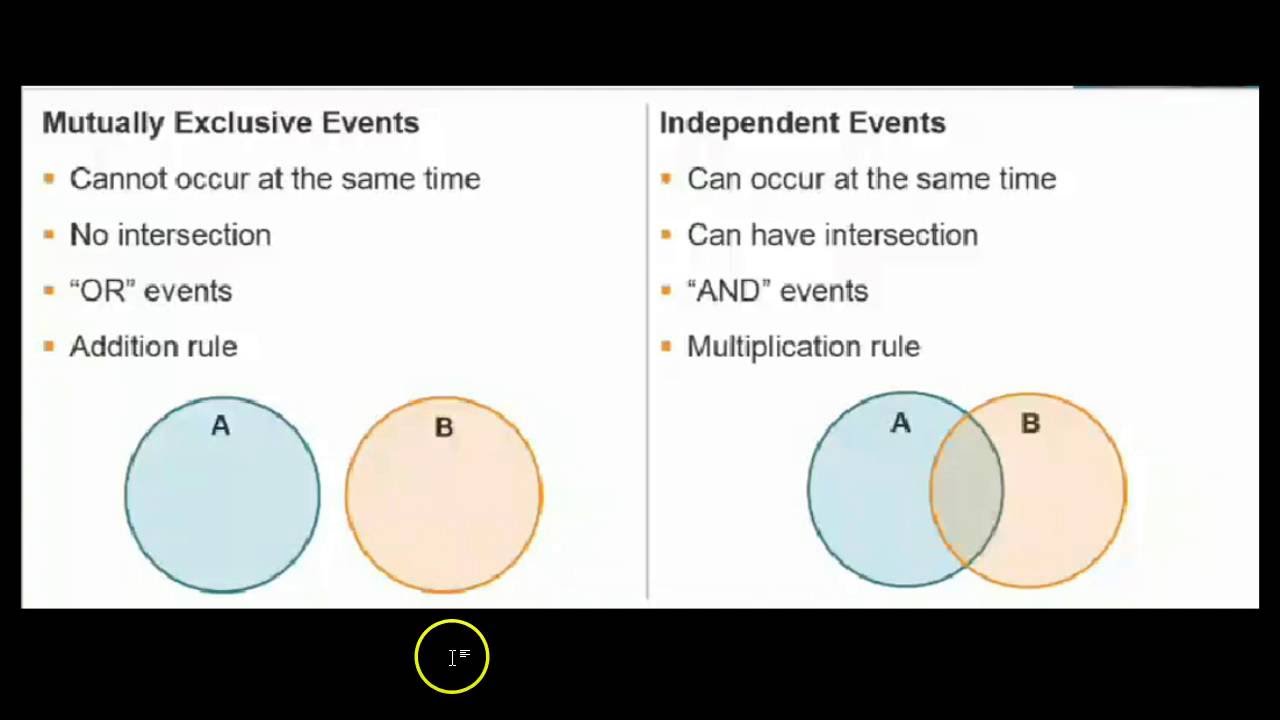 Mutually Exclusive Events
▪ Cannot occur at the same time
▪ No intersection
▪ “OR” events
▪ Addition rule
A
B
Independent Events
▪ Can occur at the same time
▪ Can have intersection
▪ “AND” events
▪ Multiplication rule
A
B